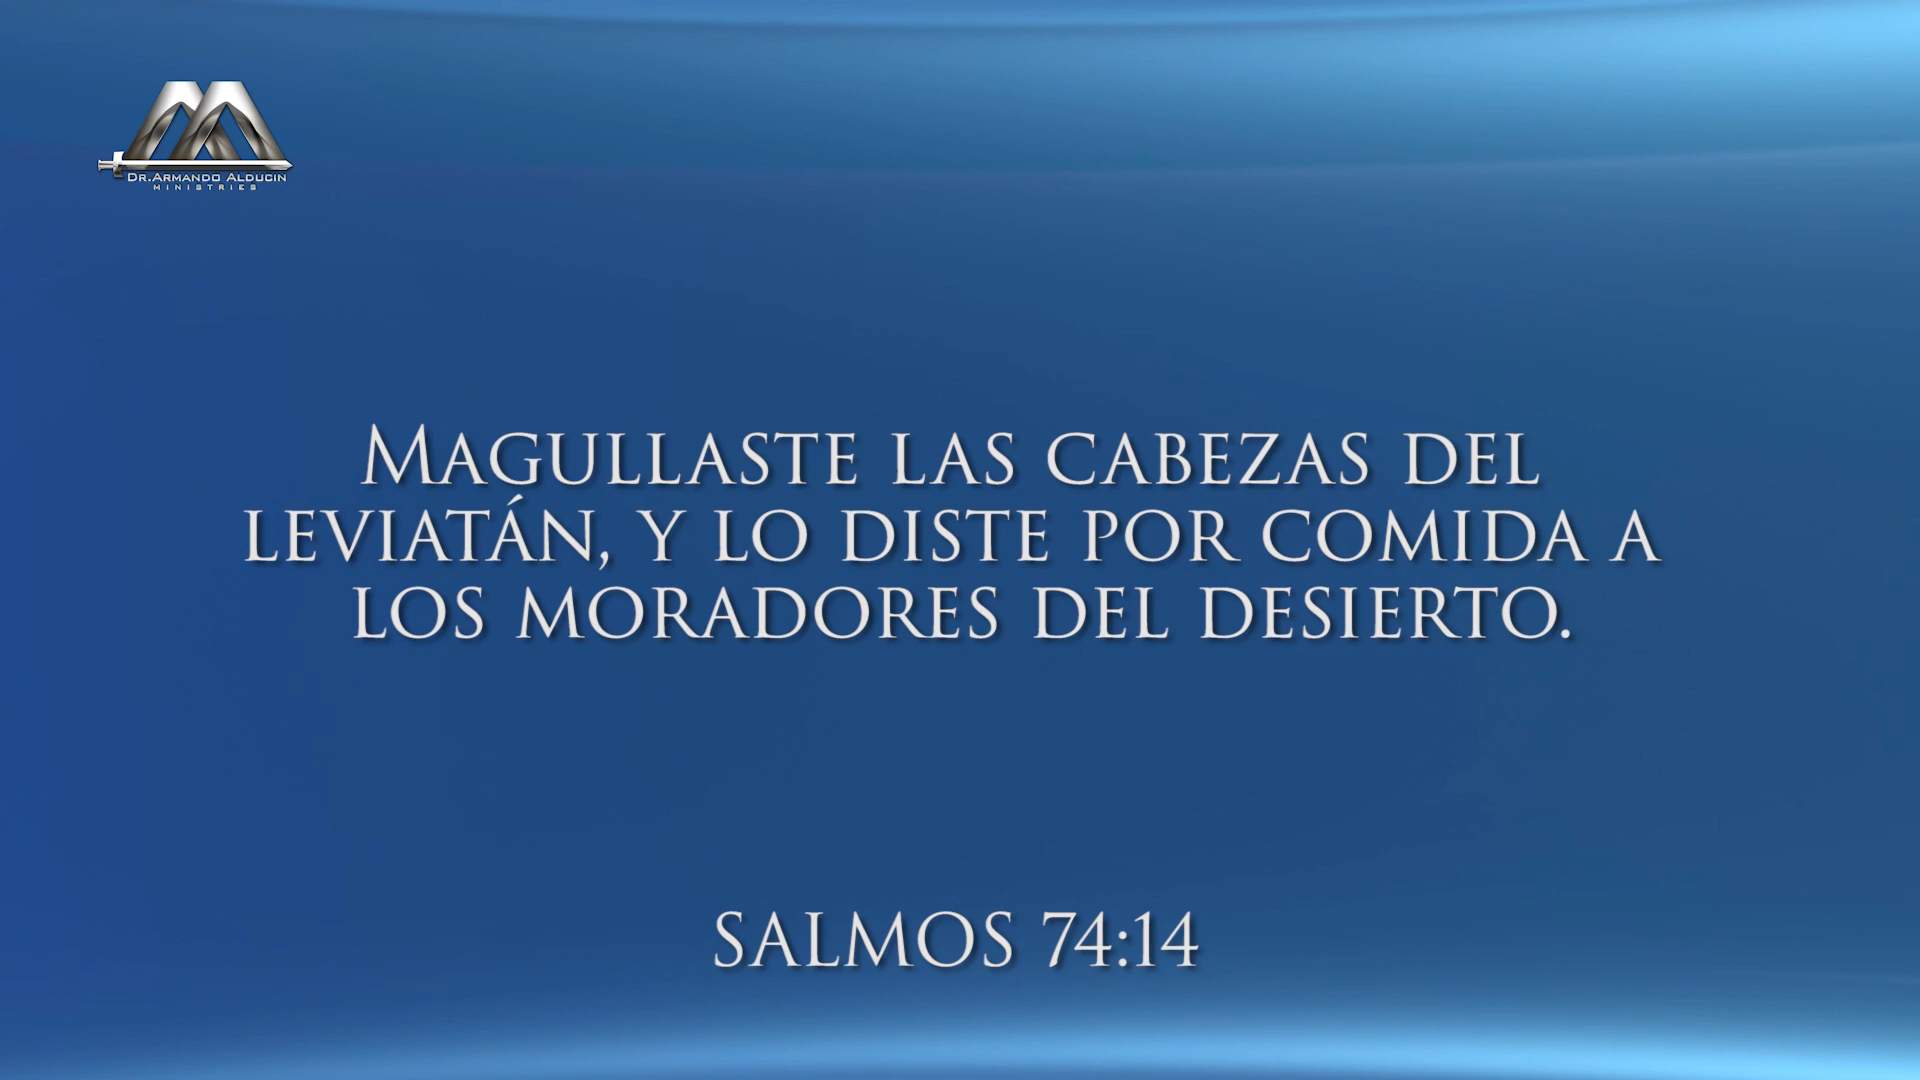 Dr. Armando Alducin
MINISTRIES
Magullaste las cabezas del
leviatán, y lo diste por comida a
los moradores del desierto.
SALMOS 74:14